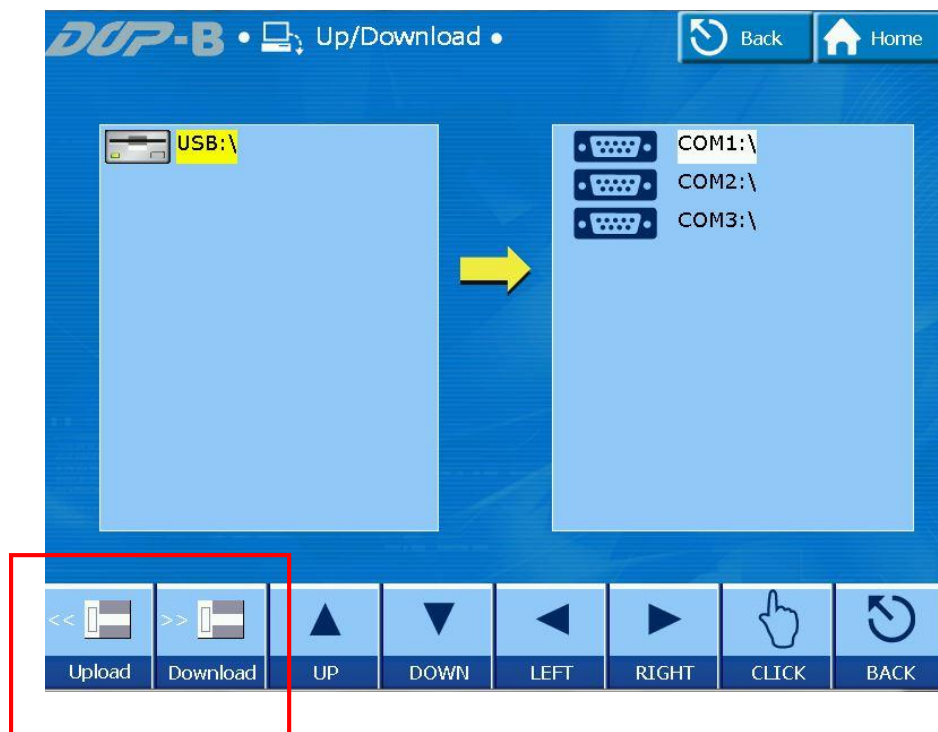 DOP-B • Up/Download •
Back
Home
USB:\
COM1:\
COM2:\
COM3:\
<< >>
Upload Download UP DOWN LEFT RIGHT CLICK BACK